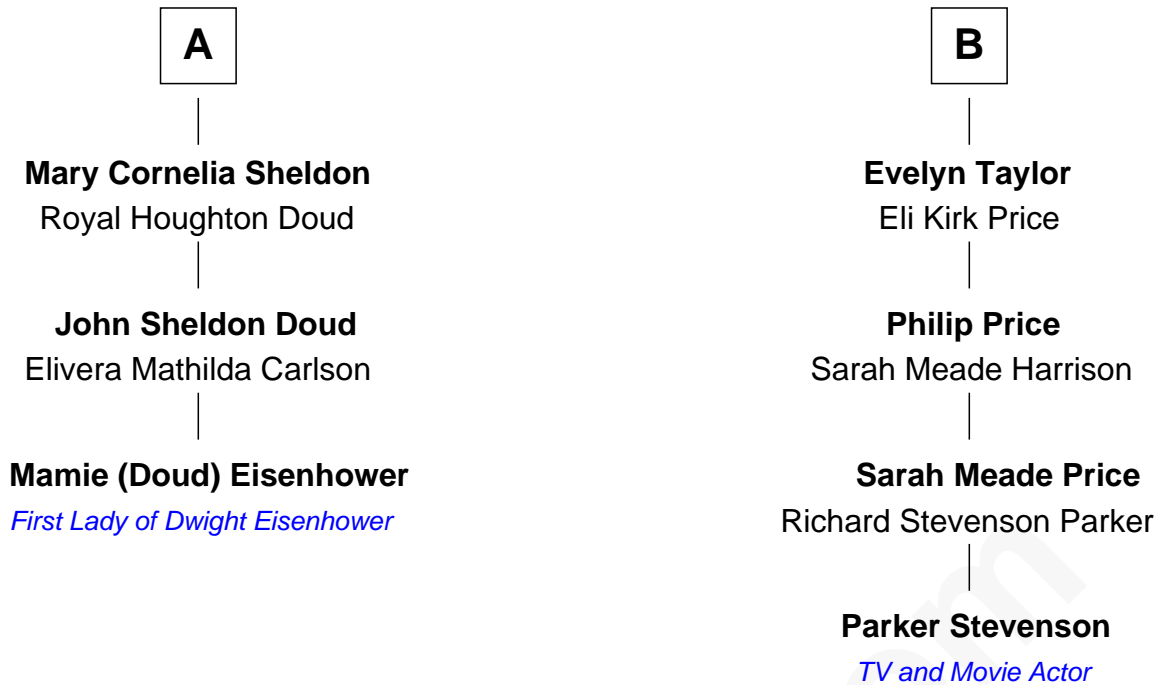 A
Mary Cornelia Sheldon
Royal Houghton Doud
John Sheldon Doud
Elivera Mathilda Carlson
Mamie (Doud) Eisenhower
First Lady of Dwight Eisenhower
B
Evelyn Taylor
Eli Kirk Price
Philip Price
Sarah Meade Harrison
Sarah Meade Price
Richard Stevenson Parker
Parker Stevenson
TV and Movie Actor